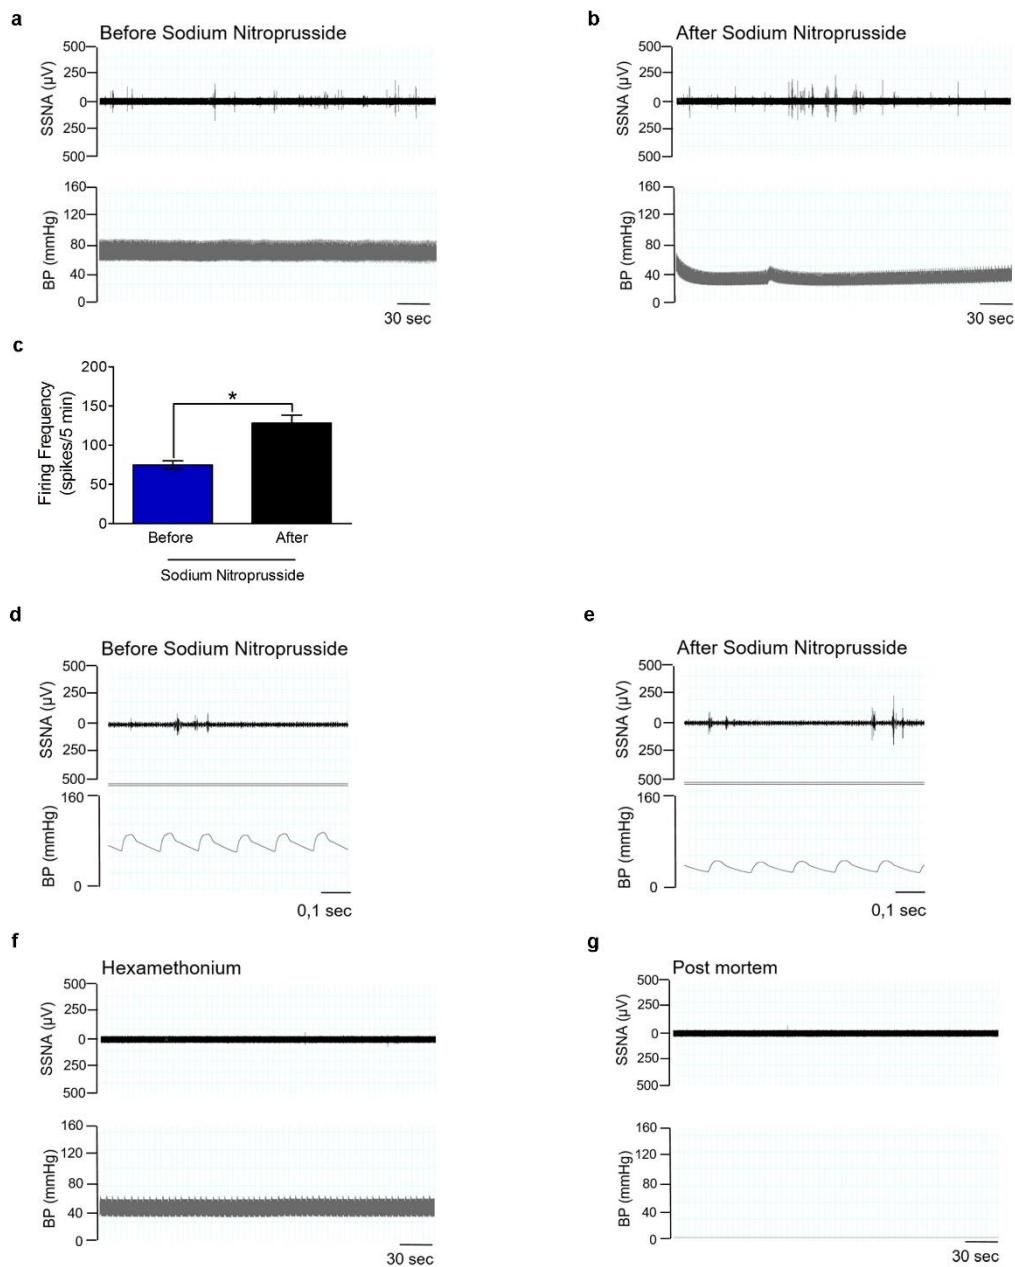 a
Before Sodium Nitroprusside
500
250
0
250
500
SSNA (µV)
160
120
80
40
0
BP (mmHg)
30 sec
b
After Sodium Nitroprusside
500
250
0
250
500
SSNA (µV)
160
120
80
40
0
BP (mmHg)
30 sec
c
200
150
100
50
0
Firing Frequency
(spikes/5 min)
*
Before
After
Sodium Nitroprusside
d
Before Sodium Nitroprusside
500
250
0
250
500
SSNA (µV)
160
0
BP (mmHg)
0,1 sec
e
After Sodium Nitroprusside
500
250
0
250
500
SSNA (µV)
160
0
BP (mmHg)
0,1 sec
f
Hexamethonium
500
250
0
250
500
SSNA (µV)
160
120
80
40
0
BP (mmHg)
30 sec
g
Post mortem
500
250
0
250
500
SSNA (µV)
160
120
80
40
0
BP (mmHg)
30 sec